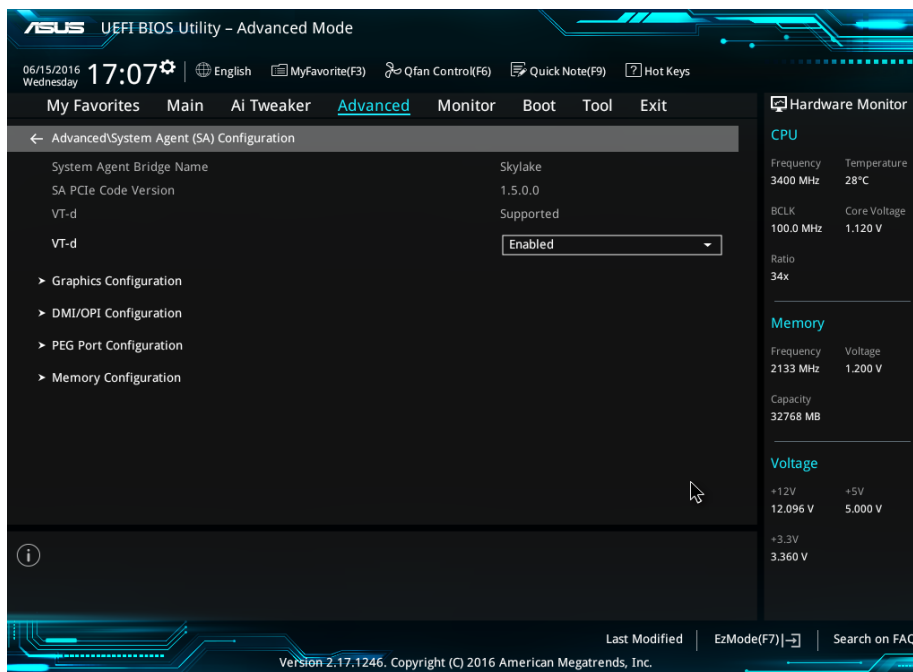 ASUS UEFI BIOS Utility – Advanced Mode
06/15/2016 Wednesday 17:07 English MyFavorite(F3) Qfan Control(F6) Quick Note(F9) ? Hot Keys
My Favorites Main Ai Tweaker Advanced Monitor Boot Tool Exit
← Advanced\System Agent (SA) Configuration
System Agent Bridge Name Skylake
SA PCIe Code Version 1.5.0.0
VT-d Supported
VT-d Enabled
➤ Graphics Configuration
➤ DMI/OPI Configuration
➤ PEG Port Configuration
➤ Memory Configuration
Hardware Monitor
CPU
Frequency Temperature
3400 MHz 28°C
BCLK Core Voltage
100.0 MHz 1.120 V
Ratio
34x
Memory
Frequency Voltage
2133 MHz 1.200 V
Capacity
32768 MB
Voltage
+12V +5V
12.096 V 5.000 V
+3.3V
3.360 V
i
Last Modified EzMode(F7) Search on FAQ
Version 2.17.1246. Copyright (C) 2016 American Megatrends, Inc.